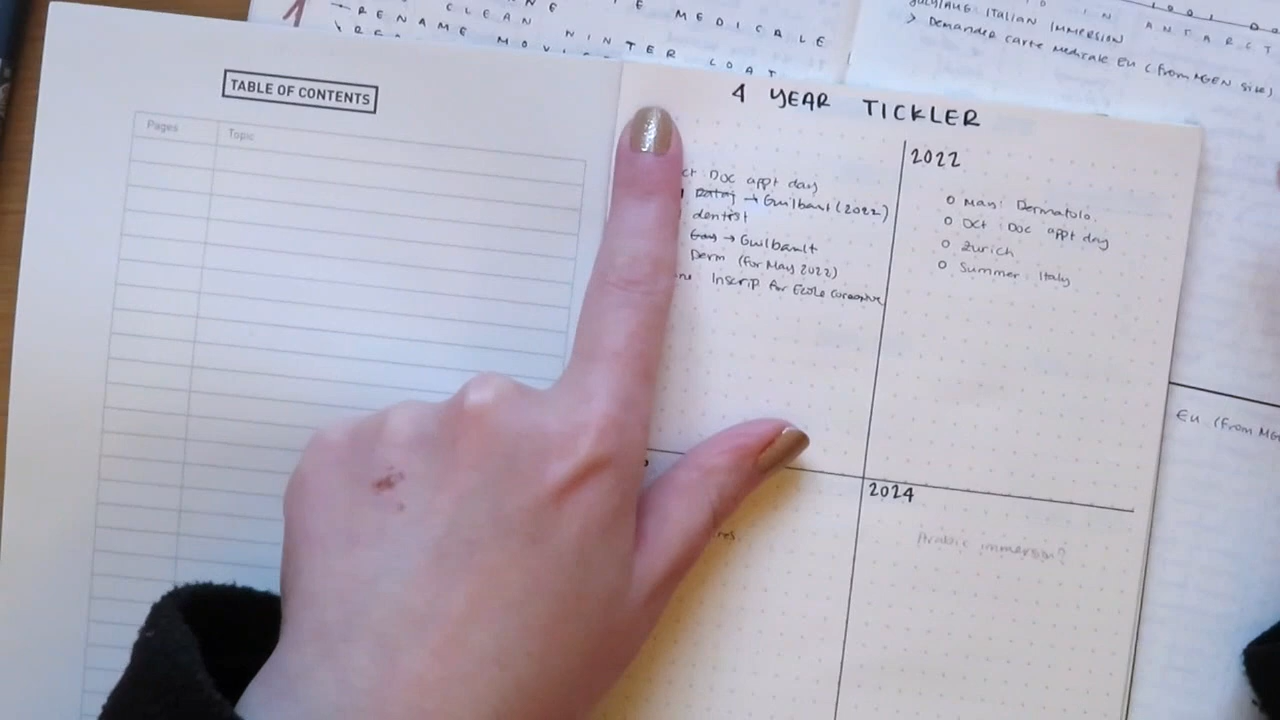 CLEAN WINTER COAT
RENAME
MEDICALE
ITALIAN IMMERSION
> Demander carte medicale EU (from MGEN site)
TABLE OF CONTENTS
Pages Topic
4 YEAR TICKLER
Doc appt day
→ Guilbault (2022)
dentist
→ Guilbault
Derm (for May 2022)
Inscrip for Ecole
2022
o May: Dermatolo.
o Oct: Doc appt day
o Zurich
o Summer: Italy
2024
Arabic immersion?
EU (from